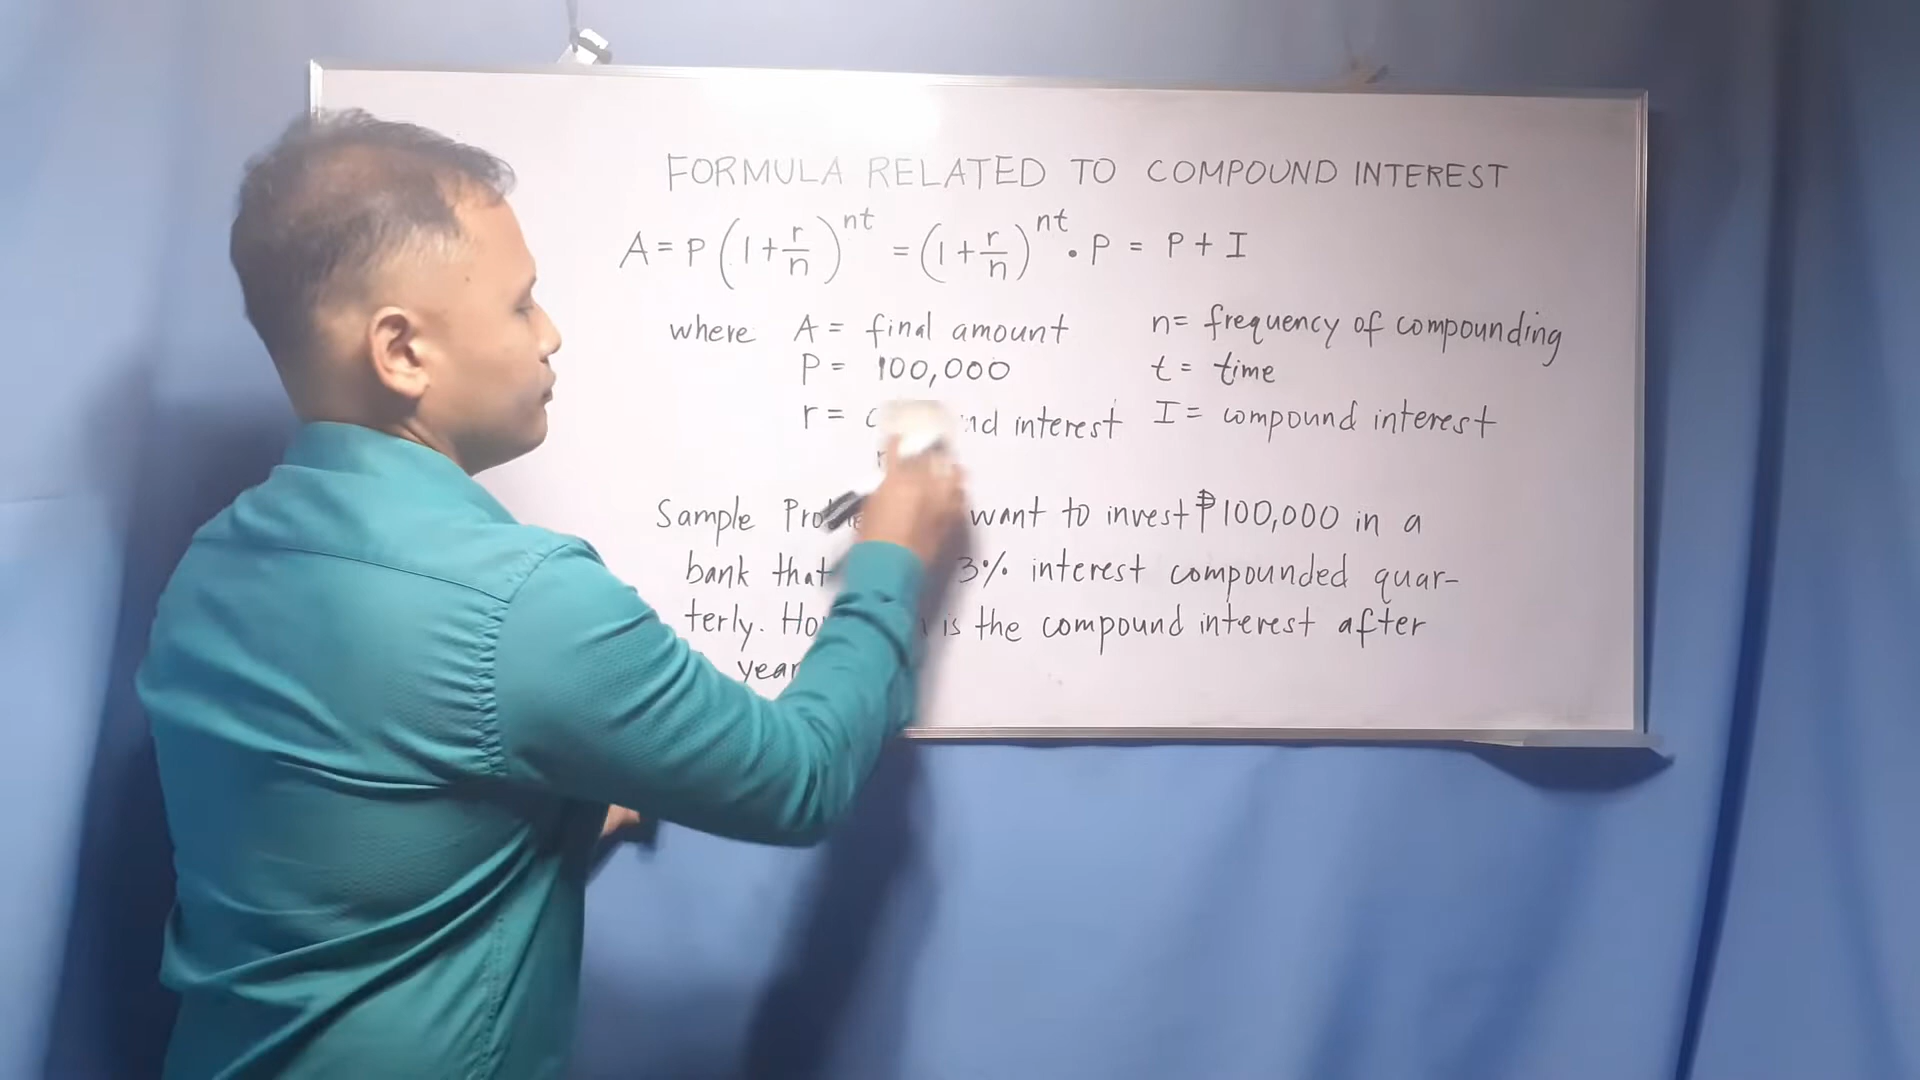 FORMULA RELATED TO COMPOUND INTEREST
A = P (1 + r/n)^nt = (1 + r/n)^nt • P = P + I
where A = final amount
P = 100,000
r = interest
n = frequency of compounding
t = time
I = compound interest
Sample want to invest ₱100,000 in a
bank that 3% interest compounded quar-
terly. is the compound interest after